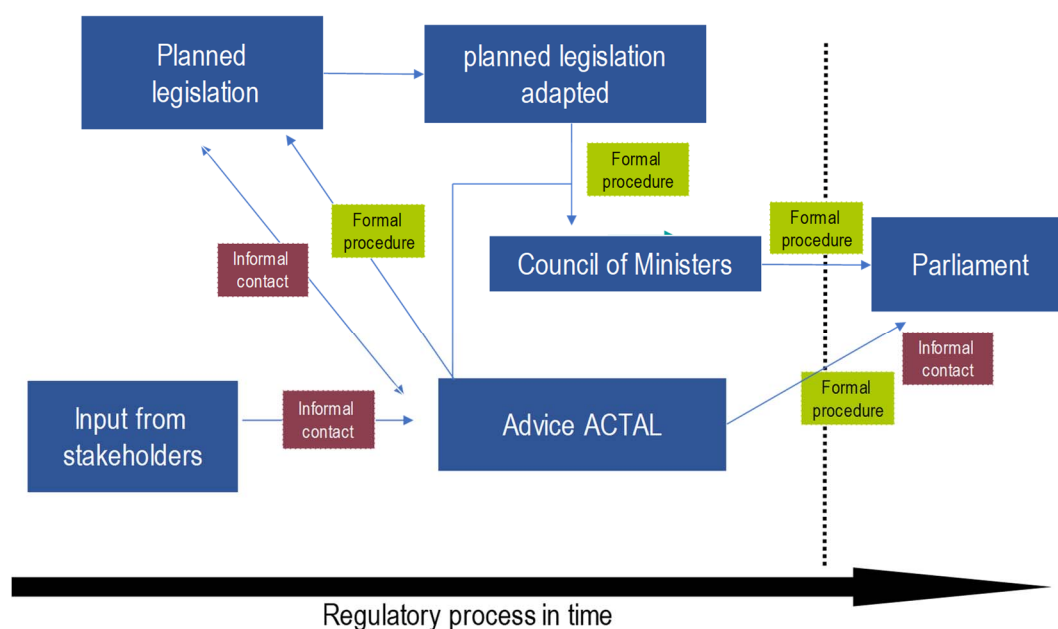 Planned
legislation
planned legislation
adapted
Formal
procedure
Formal
procedure
Informal
contact
Council of Ministers
Formal
procedure
Parliament
Informal
contact
Input from
stakeholders
Informal
contact
Advice ACTAL
Formal
procedure
Regulatory process in time